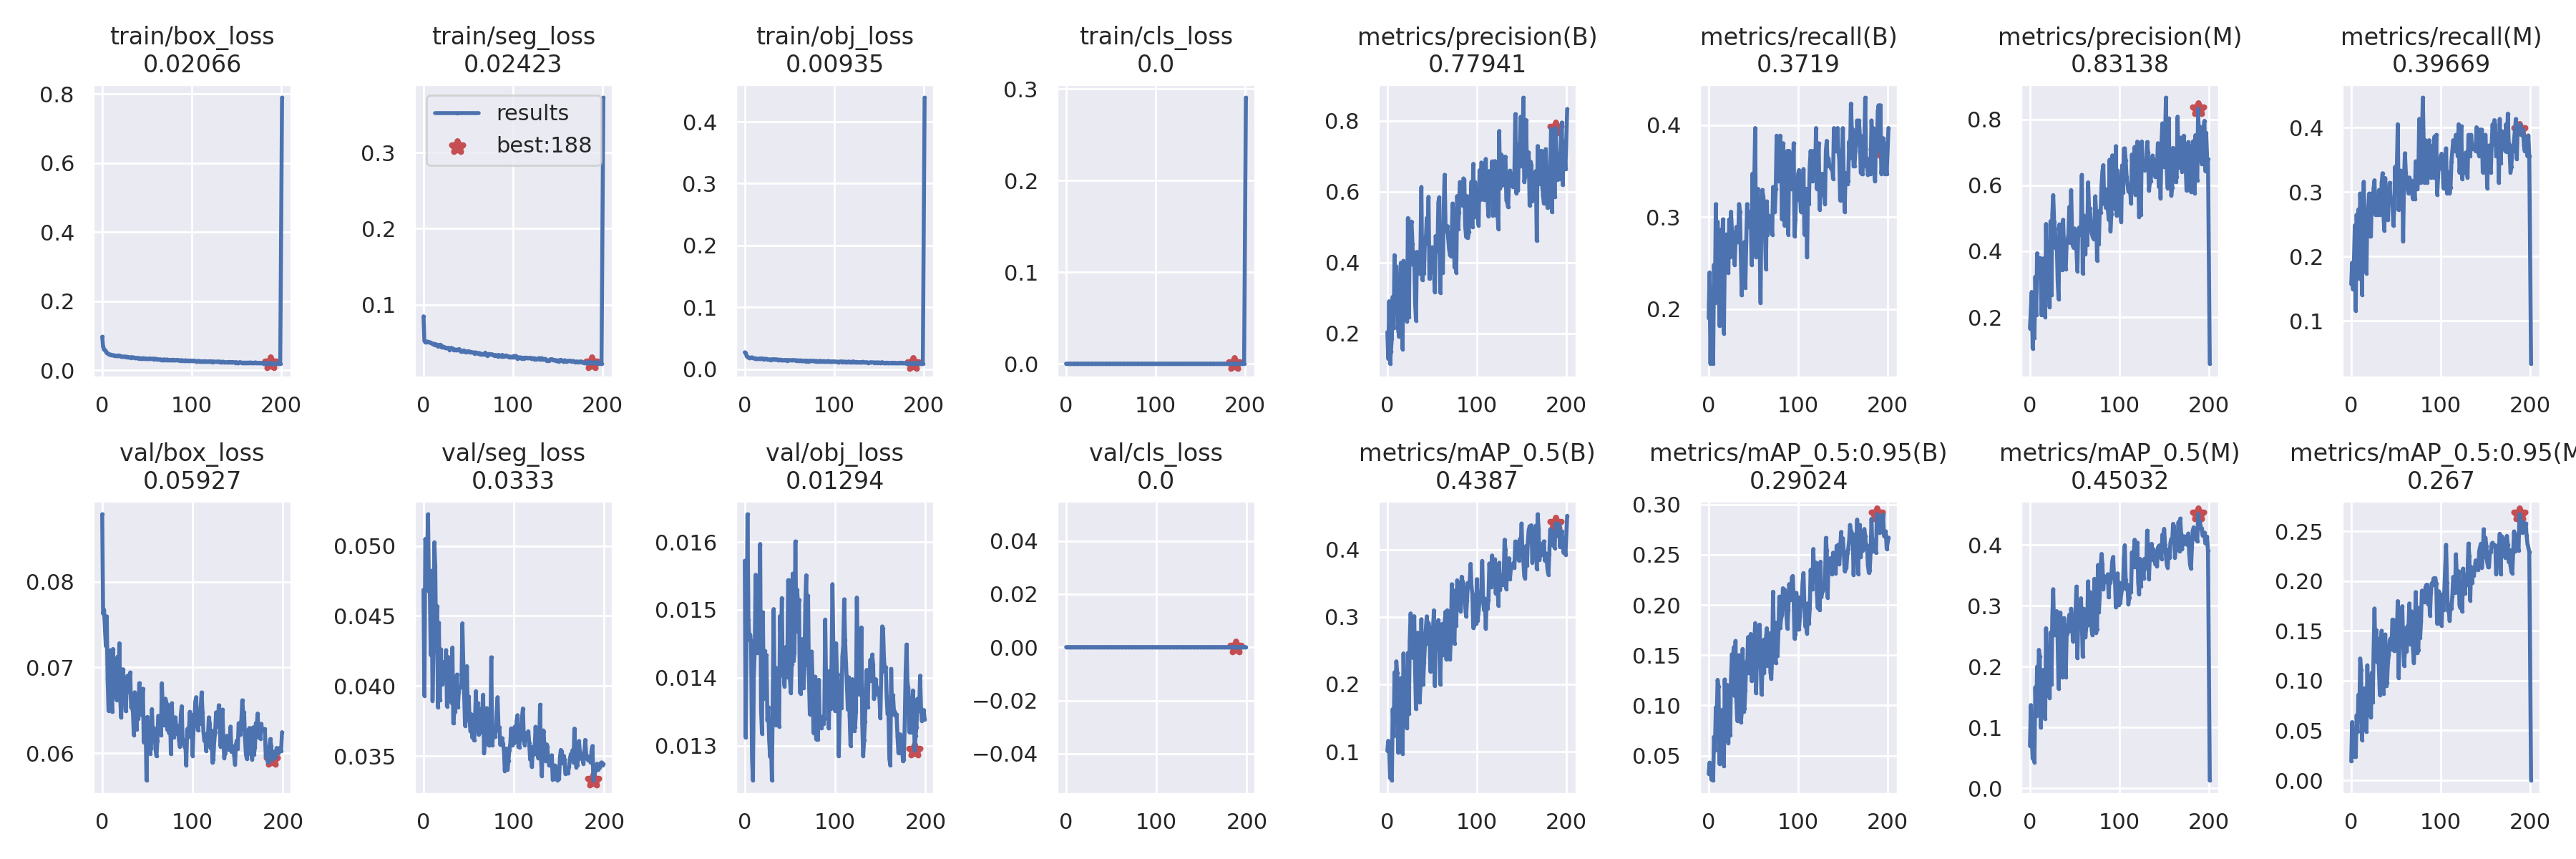 train/box_loss
0.02066
train/seg_loss
0.02423
train/obj_loss
0.00935
train/cls_loss
0.0
metrics/precision(B)
0.77941
metrics/recall(B)
0.3719
metrics/precision(M)
0.83138
metrics/recall(M)
0.39669
0.8
0.6
0.4
0.2
0.0
0 100 200
results
best:188
0.3
0.2
0.1
0 100 200
0.4
0.3
0.2
0.1
0.0
0 100 200
0.3
0.2
0.1
0.0
0 100 200
0.8
0.6
0.4
0.2
0 100 200
0.4
0.3
0.2
0 100 200
0.8
0.6
0.4
0.2
0 100 200
0.4
0.3
0.2
0.1
0 100 200
val/box_loss
0.05927
val/seg_loss
0.0333
val/obj_loss
0.01294
val/cls_loss
0.0
metrics/mAP_0.5(B)
0.4387
metrics/mAP_0.5:0.95(B)
0.29024
metrics/mAP_0.5(M)
0.45032
metrics/mAP_0.5:0.95(M
0.267
0.08
0.07
0.06
0 100 200
0.050
0.045
0.040
0.035
0 100 200
0.016
0.015
0.014
0.013
0 100 200
0.04
0.02
0.00
−0.02
−0.04
0 100 200
0.4
0.3
0.2
0.1
0 100 200
0.30
0.25
0.20
0.15
0.10
0.05
0 100 200
0.4
0.3
0.2
0.1
0.0
0 100 200
0.25
0.20
0.15
0.10
0.05
0.00
0 100 200